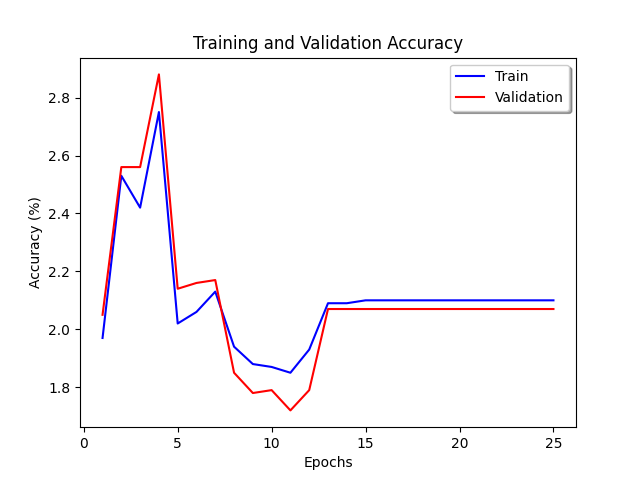 Training and Validation Accuracy
Train
Validation
Accuracy (%)
2.8
2.6
2.4
2.2
2.0
1.8
0 5 10 15 20 25
Epochs